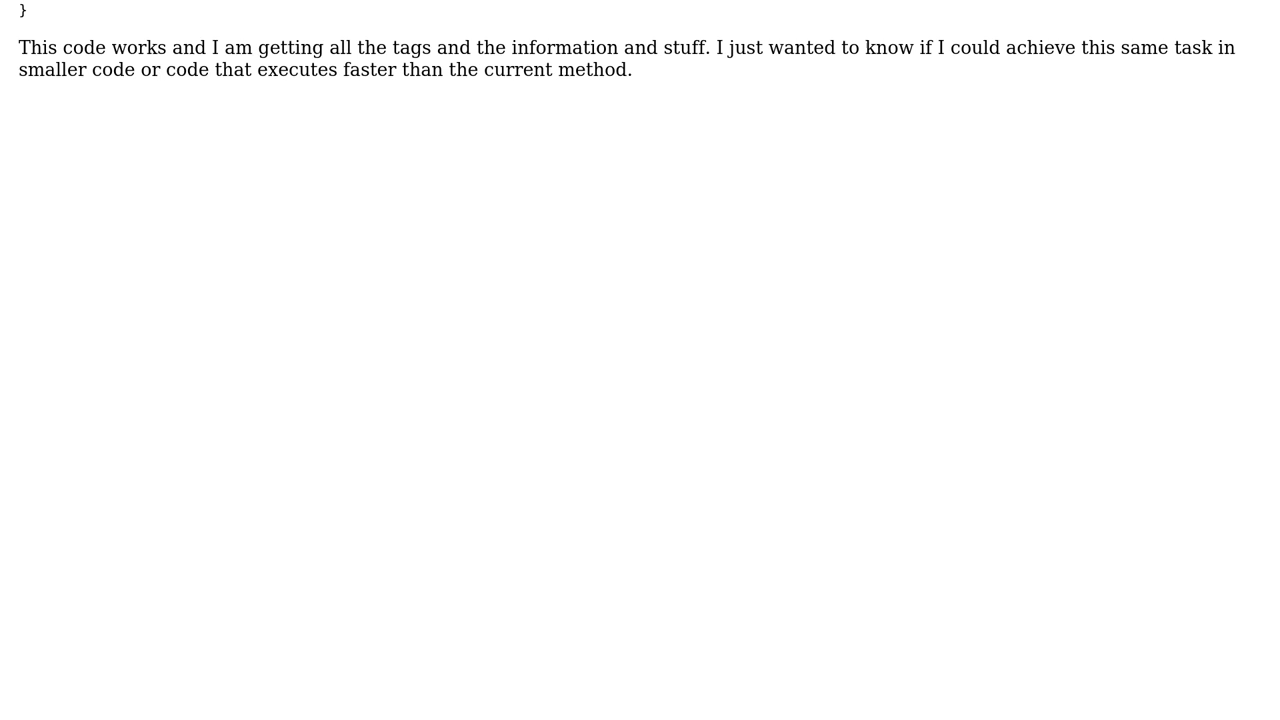 }
This code works and I am getting all the tags and the information and stuff. I just wanted to know if I could achieve this same task in
smaller code or code that executes faster than the current method.